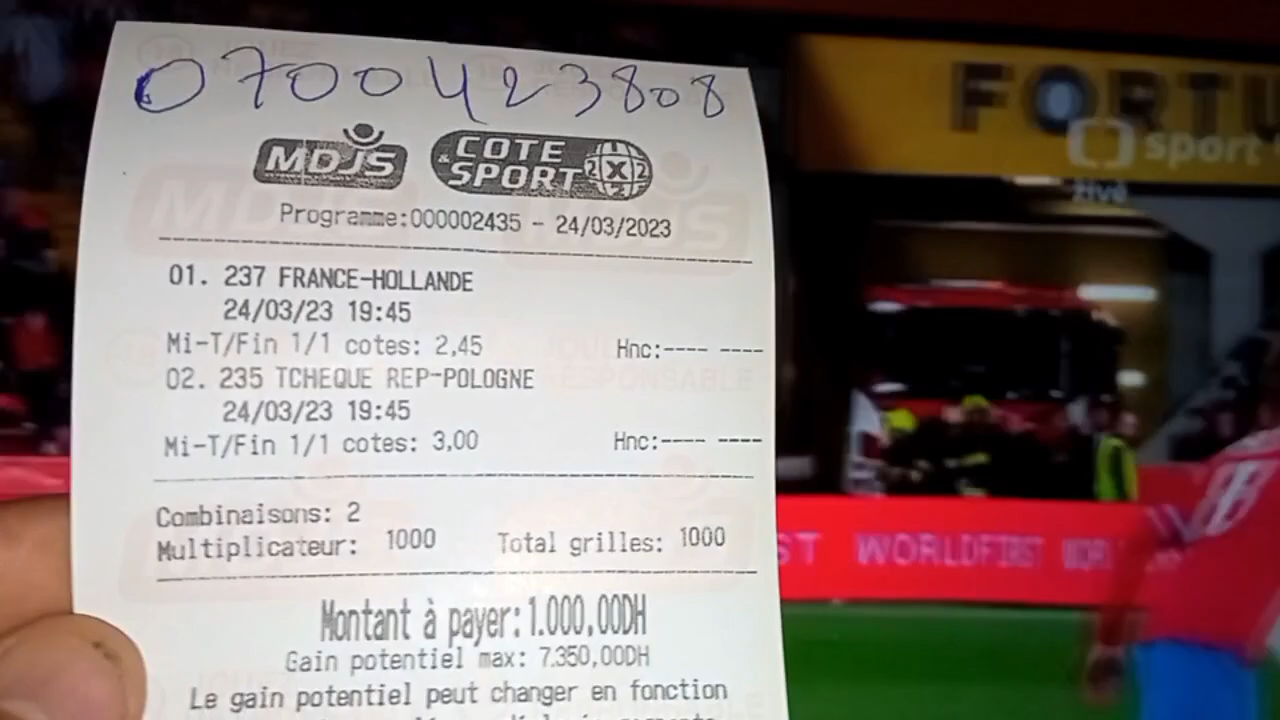 0700423808
MDJS COTE & SPORT
Programme:000002435 - 24/03/2023
01. 237 FRANCE-HOLLANDE
24/03/23 19:45
Mi-T/Fin 1/1 cotes: 2,45 Hnc:---- ----
02. 235 TCHEQUE REP-POLOGNE
24/03/23 19:45
Mi-T/Fin 1/1 cotes: 3,00 Hnc:---- ----
Combinaisons: 2
Multiplicateur: 1000 Total grilles: 1000
Montant à payer:1.000,00DH
Gain potentiel max: 7.350,00DH
Le gain potentiel peut changer en fonction
FORTU
sport
živě
WORLDFIRST